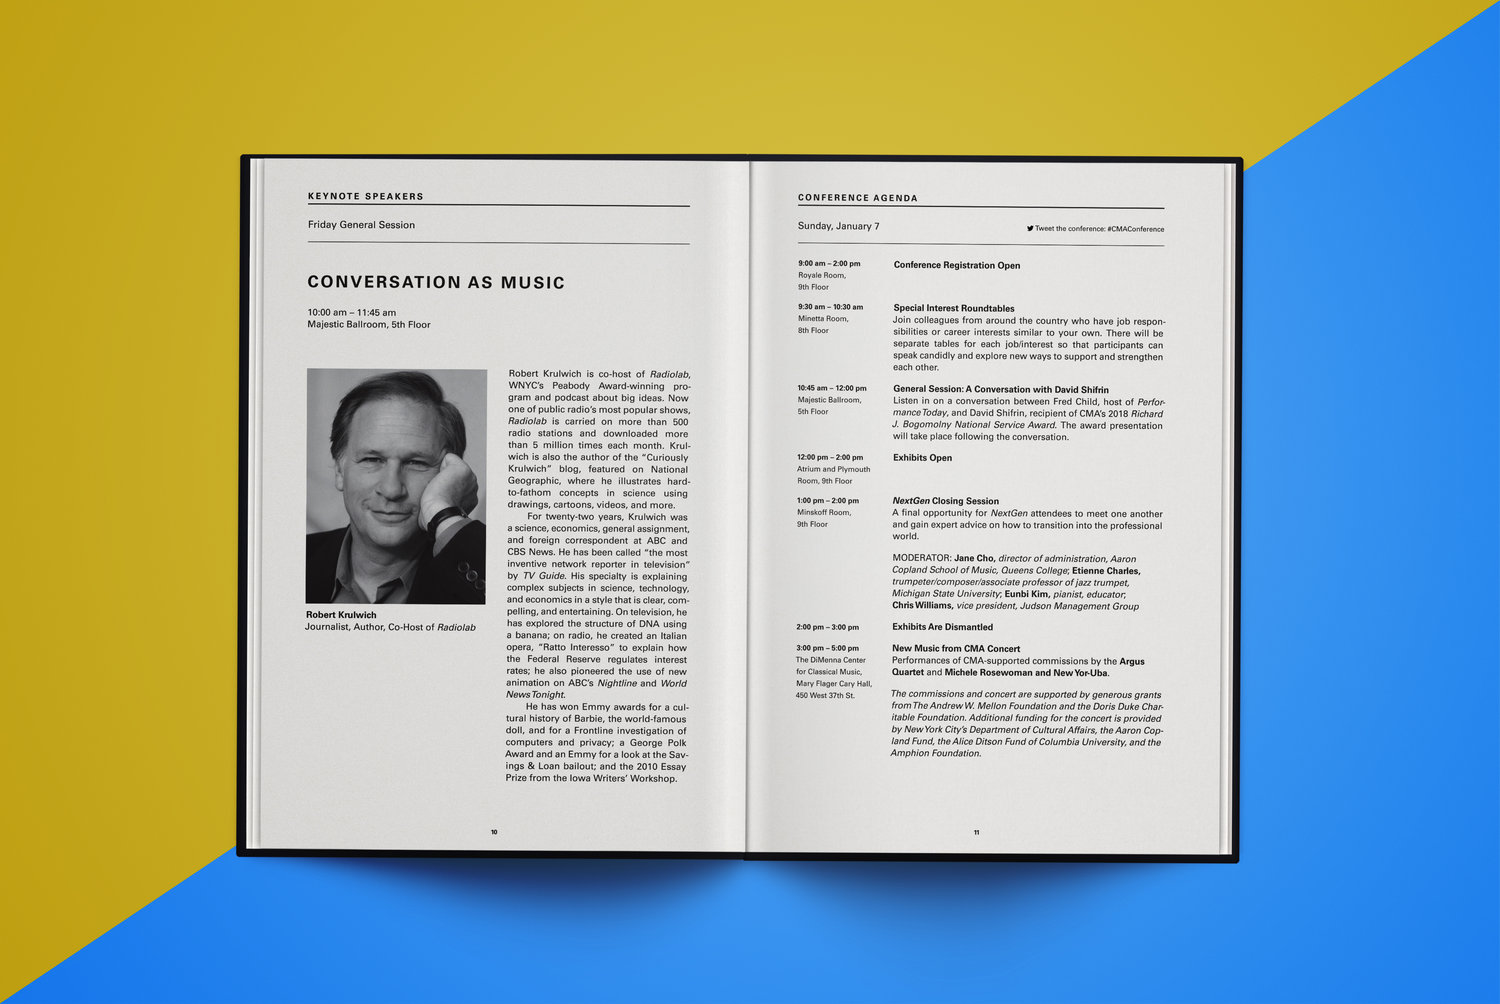 KEYNOTE SPEAKERS
Friday General Session
CONVERSATION AS MUSIC
10:00 am – 11:45 am
Majestic Ballroom, 5th Floor
Robert Krulwich
Journalist, Author, Co-Host of Radiolab
Robert Krulwich is co-host of Radiolab,
WNYC's Peabody Award-winning pro-
gram and podcast about big ideas. Now
one of public radio's most popular shows,
Radiolab is carried on more than 500
radio stations and downloaded more
than 5 million times each month. Krul-
wich is also the author of the “Curiously
Krulwich” blog, featured on National
Geographic, where he illustrates hard-
to-fathom concepts in science using
drawings, cartoons, videos, and more.
For twenty-two years, Krulwich was
a science, economics, general assignment,
and foreign correspondent at ABC and
CBS News. He has been called “the most
inventive network reporter in television”
by TV Guide. His specialty is explaining
complex subjects in science, technology,
and economics in a style that is clear, com-
pelling, and entertaining. On television, he
has explored the structure of DNA using
a banana; on radio, he created an Italian
opera, “Ratto Interesso” to explain how
the Federal Reserve regulates interest
rates; he also pioneered the use of new
animation on ABC's Nightline and World
News Tonight.
He has won Emmy awards for a cul-
tural history of Barbie, the world-famous
doll, and for a Frontline investigation of
computers and privacy; a George Polk
Award and an Emmy for a look at the Sav-
ings & Loan bailout; and the 2010 Essay
Prize from the Iowa Writers' Workshop.
10
CONFERENCE AGENDA
Sunday, January 7
Tweet the conference: #CMAConference
9:00 am – 2:00 pm
Royale Room,
9th Floor
Conference Registration Open
9:30 am – 10:30 am
Minetta Room,
8th Floor
Special Interest Roundtables
Join colleagues from around the country who have job respon-
sibilities or career interests similar to your own. There will be
separate tables for each job/interest so that participants can
speak candidly and explore new ways to support and strengthen
each other.
10:45 am – 12:00 pm
Majestic Ballroom,
5th Floor
General Session: A Conversation with David Shifrin
Listen in on a conversation between Fred Child, host of Perfor-
mance Today, and David Shifrin, recipient of CMA's 2018 Richard
J. Bogomolny National Service Award. The award presentation
will take place following the conversation.
12:00 pm – 2:00 pm
Atrium and Plymouth
Room, 9th Floor
Exhibits Open
1:00 pm – 2:00 pm
Minskoff Room,
9th Floor
NextGen Closing Session
A final opportunity for NextGen attendees to meet one another
and gain expert advice on how to transition into the professional
world.
MODERATOR: Jane Cho, director of administration, Aaron
Copland School of Music, Queens College; Etienne Charles,
trumpeter/composer/associate professor of jazz trumpet,
Michigan State University; Eunbi Kim, pianist, educator;
Chris Williams, vice president, Judson Management Group
2:00 pm – 3:00 pm
Exhibits Are Dismantled
3:00 pm – 5:00 pm
The DiMenna Center
for Classical Music,
Mary Flager Cary Hall,
450 West 37th St.
New Music from CMA Concert
Performances of CMA-supported commissions by the Argus
Quartet and Michele Rosewoman and New Yor-Uba.
The commissions and concert are supported by generous grants
from The Andrew W. Mellon Foundation and the Doris Duke Char-
itable Foundation. Additional funding for the concert is provided
by New York City's Department of Cultural Affairs, the Aaron Cop-
land Fund, the Alice Ditson Fund of Columbia University, and the
Amphion Foundation.
11